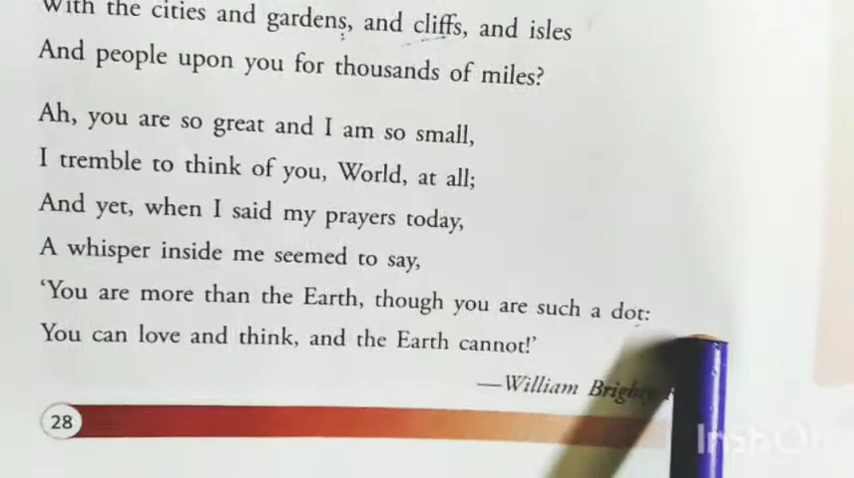 With the cities and gardens, and cliffs, and isles
And people upon you for thousands of miles?
Ah, you are so great and I am so small,
I tremble to think of you, World, at all;
And yet, when I said my prayers today,
A whisper inside me seemed to say,
‘You are more than the Earth, though you are such a dot:
You can love and think, and the Earth cannot!’
—William
28